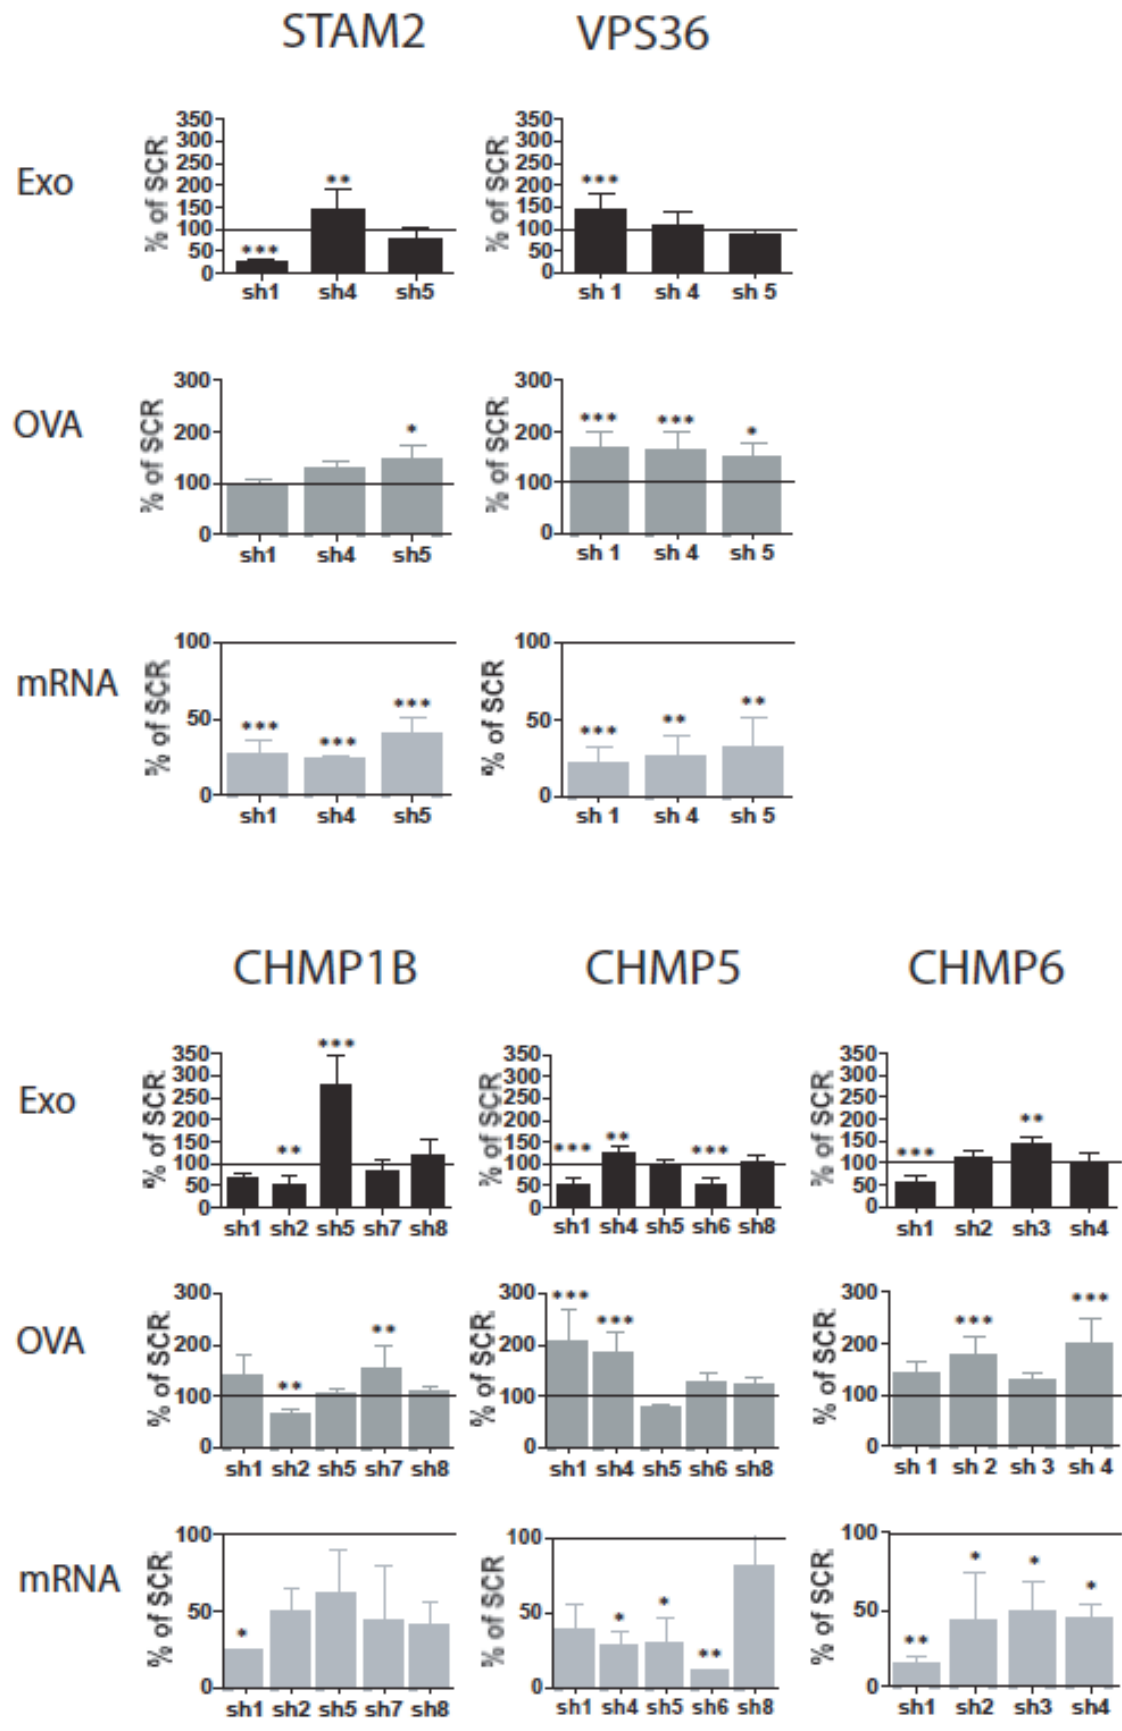 STAM2 VPS36
Exo
% of SCR
350
300
250
200
150
100
50
0
*** **
sh1 sh4 sh5
% of SCR
350
300
250
200
150
100
50
0
***
sh 1 sh 4 sh 5
OVA
% of SCR
300
200
100
0
*
sh1 sh4 sh5
% of SCR
300
200
100
0
*** *** *
sh 1 sh 4 sh 5
mRNA
% of SCR
100
50
0
*** *** ***
sh1 sh4 sh5
% of SCR
100
50
0
*** ** **
sh 1 sh 4 sh 5
CHMP1B CHMP5 CHMP6
Exo
% of SCR
350
300
250
200
150
100
50
0
** ***
sh1 sh2 sh5 sh7 sh8
% of SCR
350
300
250
200
150
100
50
0
*** ** ***
sh1 sh4 sh5 sh6 sh8
% of SCR
350
300
250
200
150
100
50
0
*** **
sh1 sh2 sh3 sh4
OVA
% of SCR
300
200
100
0
** **
sh1 sh2 sh5 sh7 sh8
% of SCR
300
200
100
0
*** ***
sh1 sh4 sh5 sh6 sh8
% of SCR
300
200
100
0
*** ***
sh 1 sh 2 sh 3 sh 4
mRNA
% of SCR
100
50
0
*
sh1 sh2 sh5 sh7 sh8
% of SCR
100
50
0
* * **
sh1 sh4 sh5 sh6 sh8
% of SCR
100
50
0
** * * *
sh1 sh2 sh3 sh4